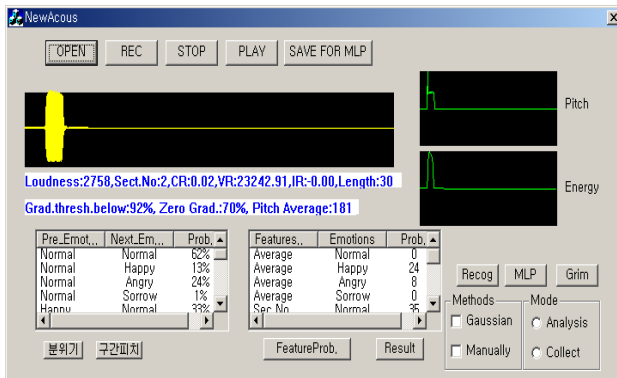 NewAcous
OPEN REC STOP PLAY SAVE FOR MLP
Pitch
Energy
Loudness:2758,Sect.No:2,CR:0.02,VR:23242.91,IR:-0.00,Length:30
Grad.thresh.below:92%, Zero Grad.:70%, Pitch Average:181
Pre_Emot... Next_Em... Prob.
Normal Normal 62%
Normal Happy 13%
Normal Angry 24%
Normal Sorrow 1%
Happy Normal 33%
Features.. Emotions Prob.
Average Normal 0
Average Happy 24
Average Angry 8
Average Sorrow 0
Sec No Normal 35
Recog MLP Grim
Methods
Gaussian
Manually
Mode
Analysis
Collect
분위기 구간피치
FeatureProb. Result